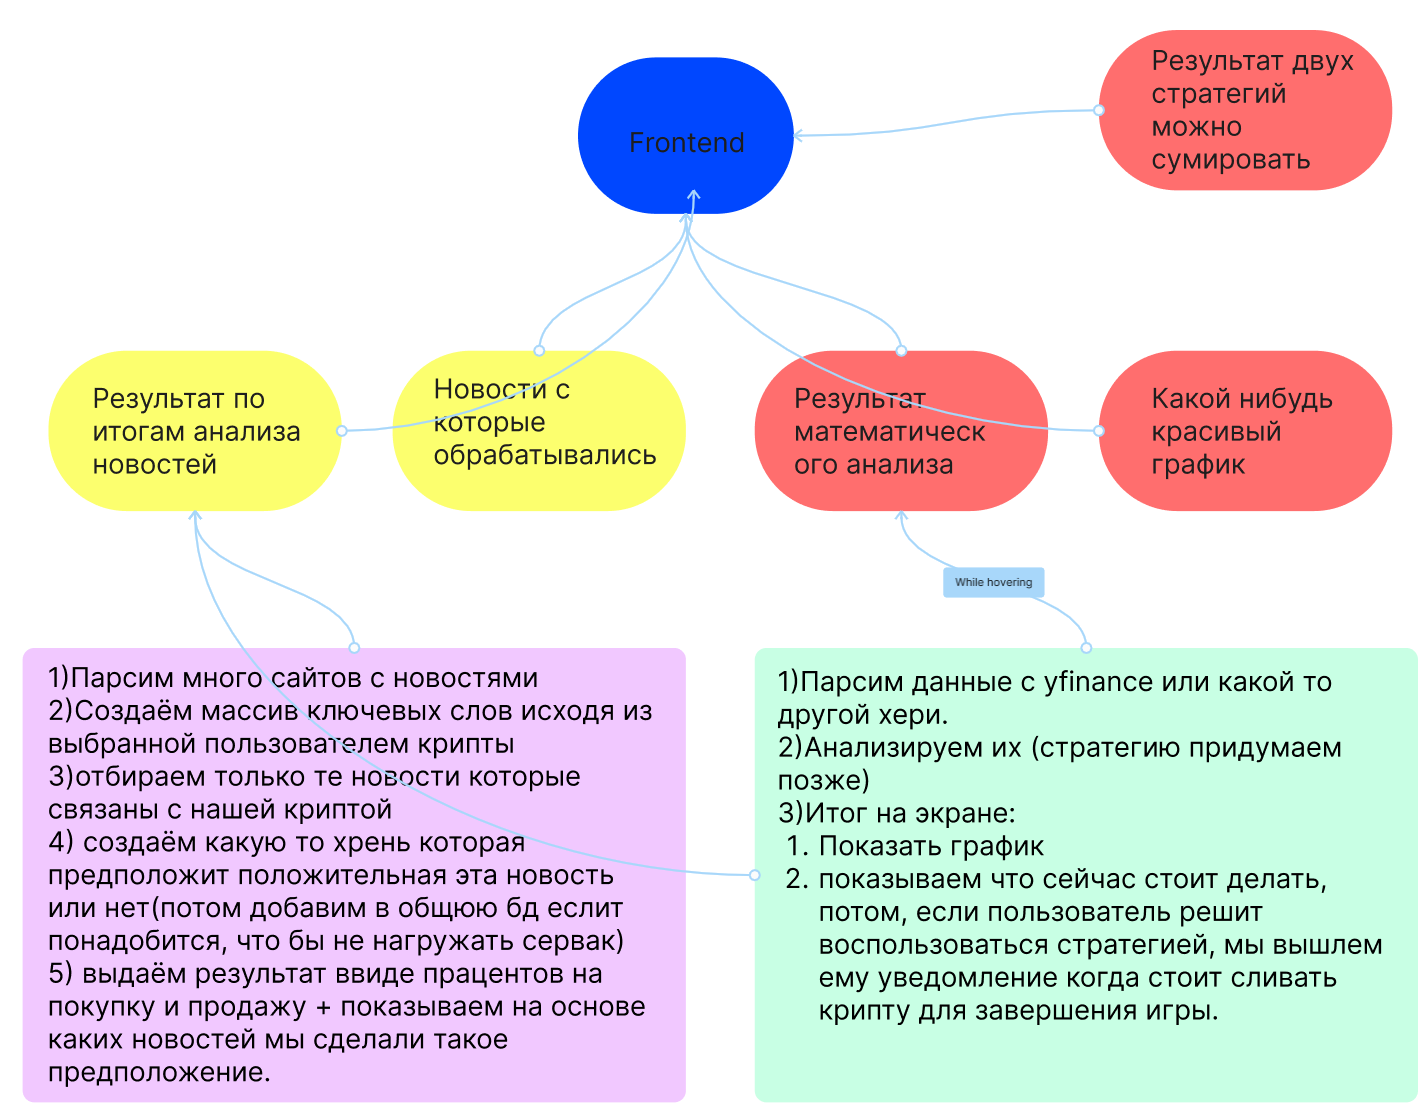 Результат двух
стратегий
можно
сумировать
Frontend
Результат по
итогам анализа
новостей
Новости с
которые
обрабатывались
Результат
математическ
ого анализа
Какой нибудь
красивый
график
While hovering
1)Парсим много сайтов с новостями
2)Создаём массив ключевых слов исходя из
выбранной пользователем крипты
3)отбираем только те новости которые
связаны с нашей криптой
4) создаём какую то хрень которая
предположит положительная эта новость
или нет(потом добавим в общюю бд еслит
понадобится, что бы не нагружать сервак)
5) выдаём результат ввиде працентов на
покупку и продажу + показываем на основе
каких новостей мы сделали такое
предположение.
1)Парсим данные с yfinance или какой то
другой хери.
2)Анализируем их (стратегию придумаем
позже)
3)Итог на экране:
1. Показать график
2. показываем что сейчас стоит делать,
потом, если пользователь решит
воспользоваться стратегией, мы вышлем
ему уведомление когда стоит сливать
крипту для завершения игры.